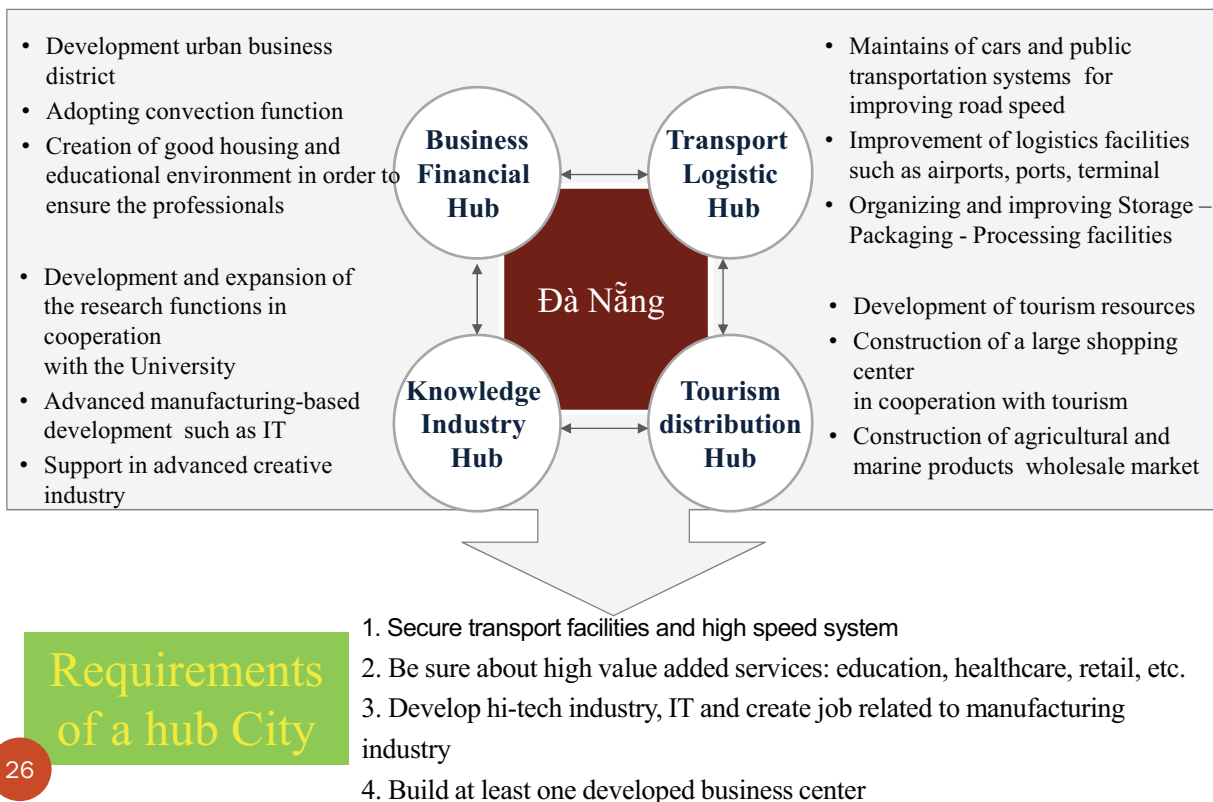 • Development urban business
district
• Adopting convection function
• Creation of good housing and
educational environment in order to
ensure the professionals
• Development and expansion of
the research functions in
cooperation
with the University
• Advanced manufacturing-based
development such as IT
• Support in advanced creative
industry
Business
Financial
Hub
Transport
Logistic
Hub
Đà Nẵng
Knowledge
Industry
Hub
Tourism
distribution
Hub
• Maintains of cars and public
transportation systems for
improving road speed
• Improvement of logistics facilities
such as airports, ports, terminal
• Organizing and improving Storage –
Packaging - Processing facilities
• Development of tourism resources
• Construction of a large shopping
center
in cooperation with tourism
• Construction of agricultural and
marine products wholesale market
Requirements
of a hub City
1. Secure transport facilities and high speed system
2. Be sure about high value added services: education, healthcare, retail, etc.
3. Develop hi-tech industry, IT and create job related to manufacturing
industry
4. Build at least one developed business center
26